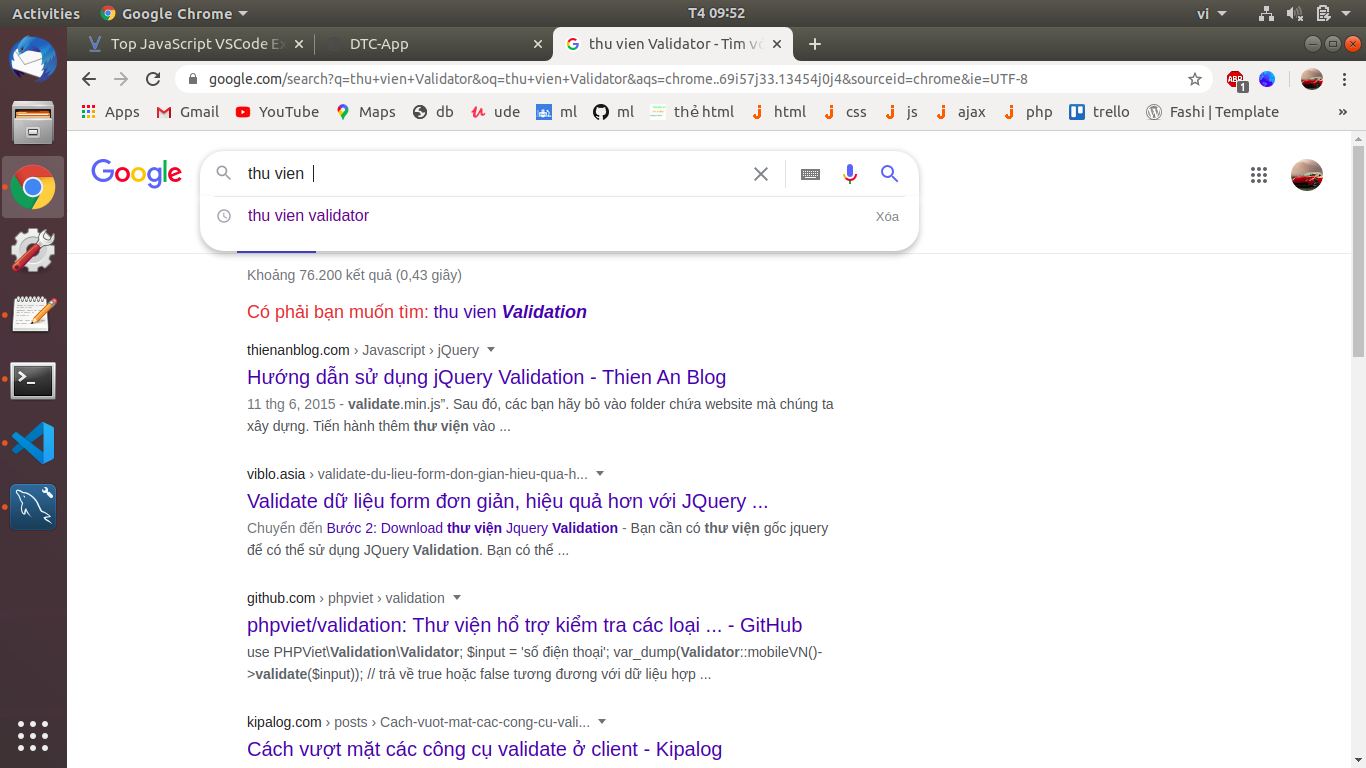 Activities Google Chrome T4 09:52 vi
Top JavaScript VSCode Ex DTC-App thu vien Validator - Tìm vớ
google.com/search?q=thu+vien+Validator&oq=thu+vien+Validator&aqs=chrome..69i57j33.13454j0j4&sourceid=chrome&ie=UTF-8 ABP 1
Apps Gmail YouTube Maps db ude ml ml thẻ html html css js ajax php trello Fashi | Template »
Google thu vien
thu vien validator Xóa
Khoảng 76.200 kết quả (0,43 giây)
Có phải bạn muốn tìm: thu vien Validation
thienanblog.com › Javascript › jQuery
Hướng dẫn sử dụng jQuery Validation - Thien An Blog
11 thg 6, 2015 - validate.min.js”. Sau đó, các bạn hãy bỏ vào folder chứa website mà chúng ta
xây dựng. Tiến hành thêm thư viện vào ...
viblo.asia › validate-du-lieu-form-don-gian-hieu-qua-h...
Validate dữ liệu form đơn giản, hiệu quả hơn với JQuery ...
Chuyển đến Bước 2: Download thư viện Jquery Validation - Bạn cần có thư viện gốc jquery
để có thể sử dụng JQuery Validation. Bạn có thể ...
github.com › phpviet › validation
phpviet/validation: Thư viện hổ trợ kiểm tra các loại ... - GitHub
use PHPViet\Validation\Validator; $input = 'số điện thoại'; var_dump(Validator::mobileVN()-
>validate($input)); // trả về true hoặc false tương đương với dữ liệu hợp ...
kipalog.com › posts › Cach-vuot-mat-cac-cong-cu-vali...
Cách vượt mặt các công cụ validate ở client - Kipalog